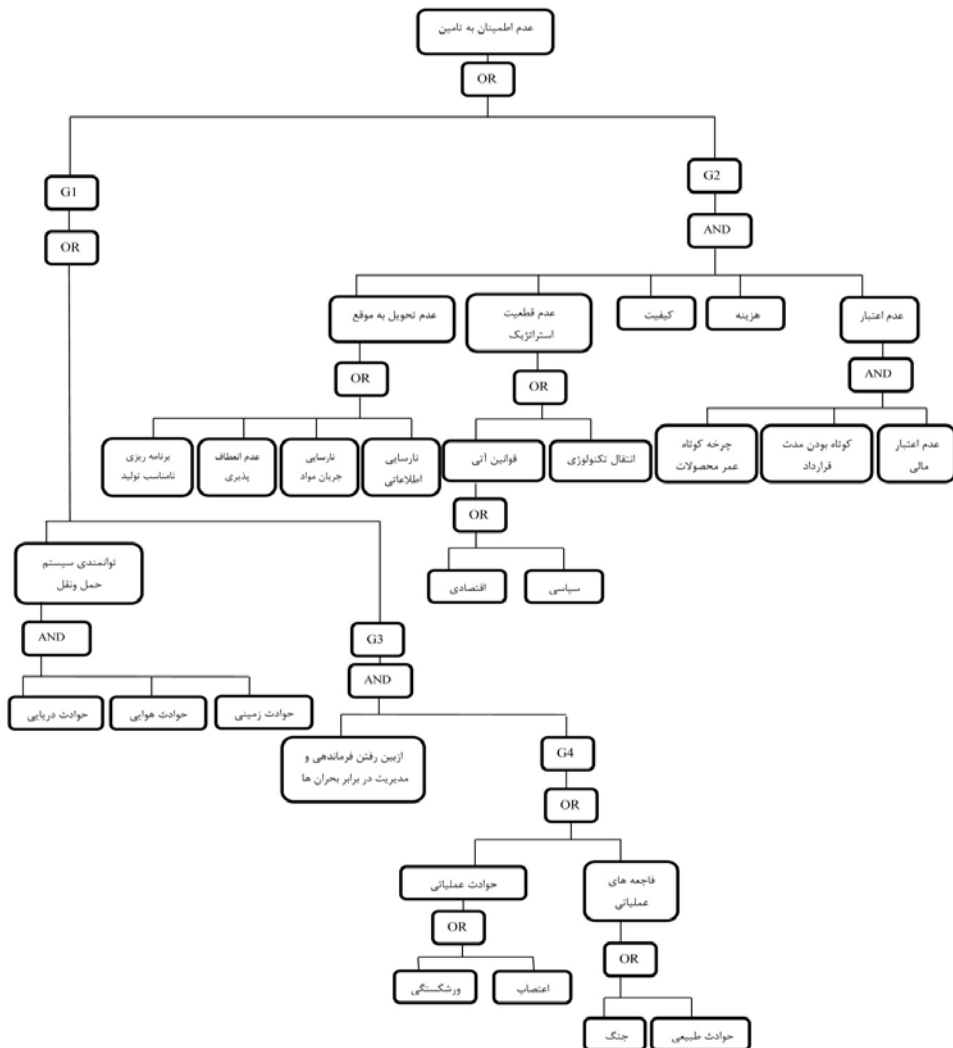 عدم اطمینان به تامین
OR
G1
G2
OR
AND
عدم تحویل به موقع
عدم قطعیت
استراتژیک
کیفیت
هزینه
عدم اعتبار
OR
OR
AND
برنامه ریزی
نامناسب تولید
عدم انعطاف
پذیری
نارسایی
جریان مواد
نارسایی
اطلاعاتی
قوانین آتی
انتقال تکنولوژی
چرخه کوتاه
عمر محصولات
کوتاه بودن مدت
قرارداد
عدم اعتبار
مالی
OR
اقتصادی
سیاسی
توانمندی سیستم
حمل ونقل
AND
G3
AND
حوادث دریایی
حوادث هوایی
حوادث زمینی
ازبین رفتن فرماندهی و
مدیریت در برابر بحران ها
G4
OR
حوادث عملیاتی
فاجعه های
عملیاتی
OR
OR
ورشکستگی
اعتصاب
جنگ
حوادث طبیعی